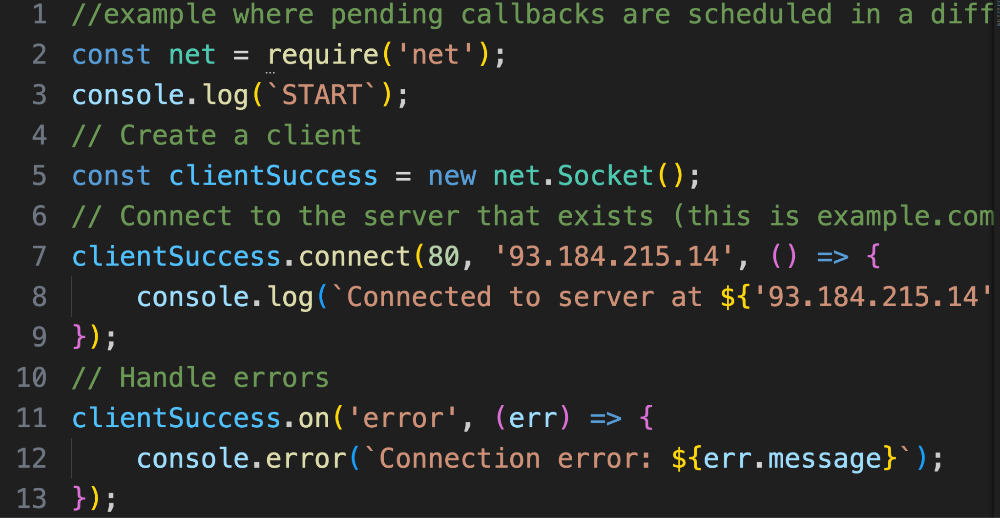 1 //example where pending callbacks are scheduled in a diff
2 const net = require('net');
3 console.log(`START`);
4 // Create a client
5 const clientSuccess = new net.Socket();
6 // Connect to the server that exists (this is example.com
7 clientSuccess.connect(80, '93.184.215.14', () => {
8     console.log(`Connected to server at ${'93.184.215.14'
9 });
10 // Handle errors
11 clientSuccess.on('error', (err) => {
12     console.error(`Connection error: ${err.message}`);
13 });